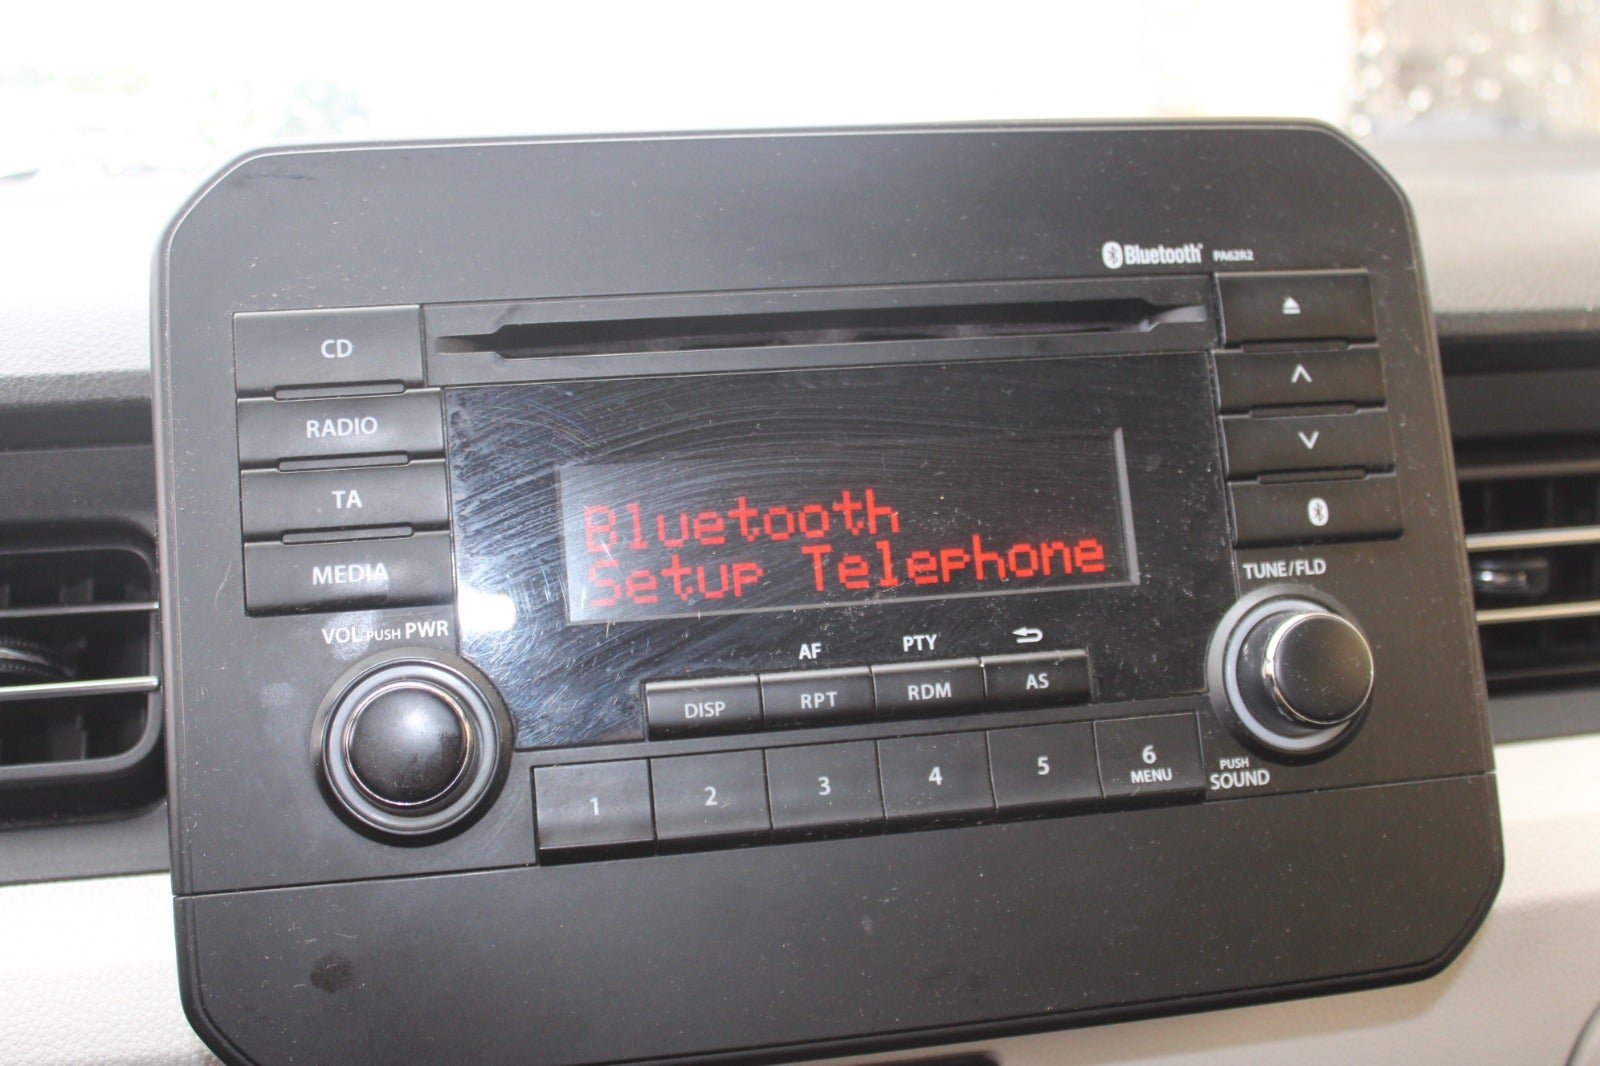 Bluetooth PA62R2
CD
RADIO
TA
MEDIA
Bluetooth
Setup Telephone
TUNE/FLD
VOL PUSH PWR
AF PTY
DISP RPT RDM AS
1 2 3 4 5 6
MENU
PUSH
SOUND